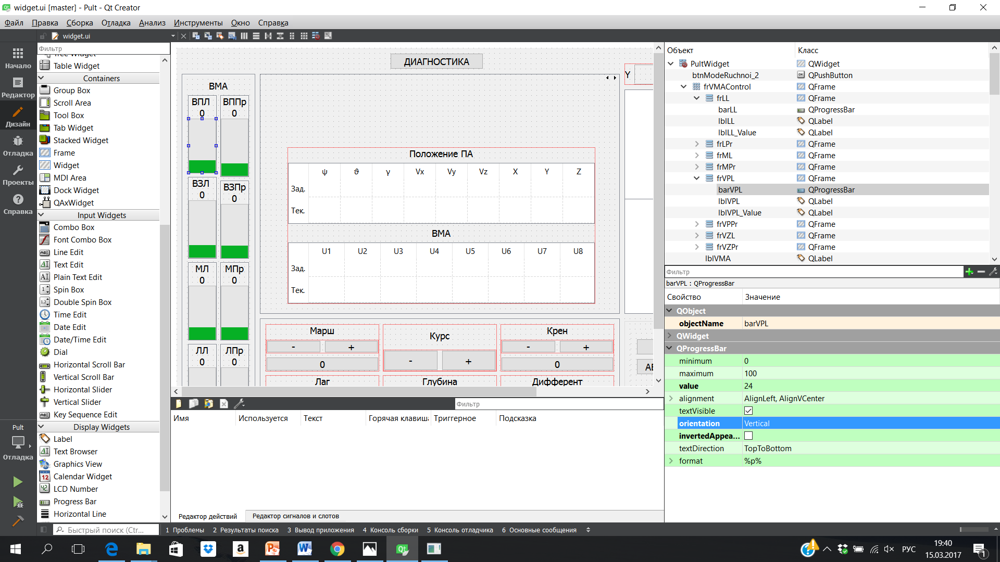 widget.ui [master] - Pult - Qt Creator
Файл Правка Сборка Отладка Анализ Инструменты Окно Справка
widget.ui
Начало
Редактор
Дизайн
Отладка
Проекты
Справка
Pult
Отладка
Фильтр
Tree Widget
Table Widget
Containers
Group Box
Scroll Area
Tool Box
Tab Widget
Stacked Widget
Frame
Widget
MDI Area
Dock Widget
QAxWidget
Input Widgets
Combo Box
Font Combo Box
Line Edit
Text Edit
Plain Text Edit
Spin Box
Double Spin Box
Time Edit
Date Edit
Date/Time Edit
Dial
Horizontal Scroll Bar
Vertical Scroll Bar
Horizontal Slider
Vertical Slider
Key Sequence Edit
Display Widgets
Label
Text Browser
Graphics View
Calendar Widget
LCD Number
Progress Bar
Horizontal Line
ДИАГНОСТИКА
ВМА
ВПЛ ВППр
0 0
ВЗЛ ВЗПр
0 0
МЛ МПр
0 0
ЛЛ ЛПр
0 0
Y
Положение ПА
ψ ϑ γ Vx Vy Vz X Y Z
Зад.
Тек.
ВМА
U1 U2 U3 U4 U5 U6 U7 U8
Зад.
Тек.
Марш Курс Крен
- + - + - +
0 0
Лаг Глубина Дифферент
АВ
Фильтр
Имя Используется Текст Горячая клавиш Триггерное Подсказка
Редактор действий Редактор сигналов и слотов
Объект Класс
PultWidget QWidget
btnModeRuchnoi_2 QPushButton
frVMAControl QFrame
frLL QFrame
barLL QProgressBar
lblLL QLabel
lblLL_Value QLabel
frLPr QFrame
frML QFrame
frMPr QFrame
frVPL QFrame
barVPL QProgressBar
lblVPL QLabel
lblVPL_Value QLabel
frVPPr QFrame
frVZL QFrame
frVZPr QFrame
lblVMA QLabel
Фильтр
barVPL : QProgressBar
Свойство Значение
QObject
objectName barVPL
QWidget
QProgressBar
minimum 0
maximum 100
value 24
alignment AlignLeft, AlignVCenter
textVisible
orientation Vertical
invertedAppea...
textDirection TopToBottom
format %p%
Быстрый поиск (Ctr...
1 Проблемы 2 Результаты поиска 3 Вывод приложения 4 Консоль сборки 5 Консоль отладчика 6 Основные сообщения
РУС
19:40
15.03.2017
1